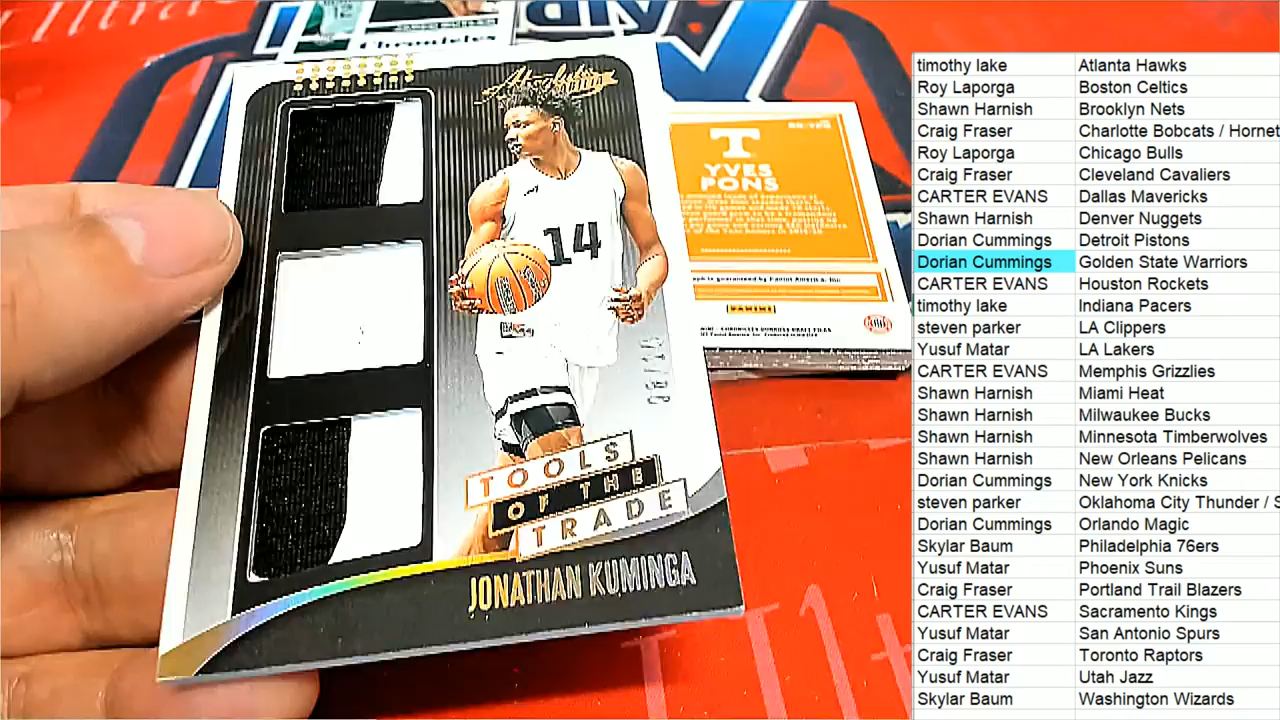 Chronicles
Absolute
14
TOOLS
OF THE
TRADE
JONATHAN KUMINGA
T
YVES
PONS
PANINI
timothy lake Atlanta Hawks
Roy Laporga Boston Celtics
Shawn Harnish Brooklyn Nets
Craig Fraser Charlotte Bobcats / Hornet
Roy Laporga Chicago Bulls
Craig Fraser Cleveland Cavaliers
CARTER EVANS Dallas Mavericks
Shawn Harnish Denver Nuggets
Dorian Cummings Detroit Pistons
Dorian Cummings Golden State Warriors
CARTER EVANS Houston Rockets
timothy lake Indiana Pacers
steven parker LA Clippers
Yusuf Matar LA Lakers
CARTER EVANS Memphis Grizzlies
Shawn Harnish Miami Heat
Shawn Harnish Milwaukee Bucks
Shawn Harnish Minnesota Timberwolves
Shawn Harnish New Orleans Pelicans
Dorian Cummings New York Knicks
steven parker Oklahoma City Thunder / S
Dorian Cummings Orlando Magic
Skylar Baum Philadelphia 76ers
Yusuf Matar Phoenix Suns
Craig Fraser Portland Trail Blazers
CARTER EVANS Sacramento Kings
Yusuf Matar San Antonio Spurs
Craig Fraser Toronto Raptors
Yusuf Matar Utah Jazz
Skylar Baum Washington Wizards